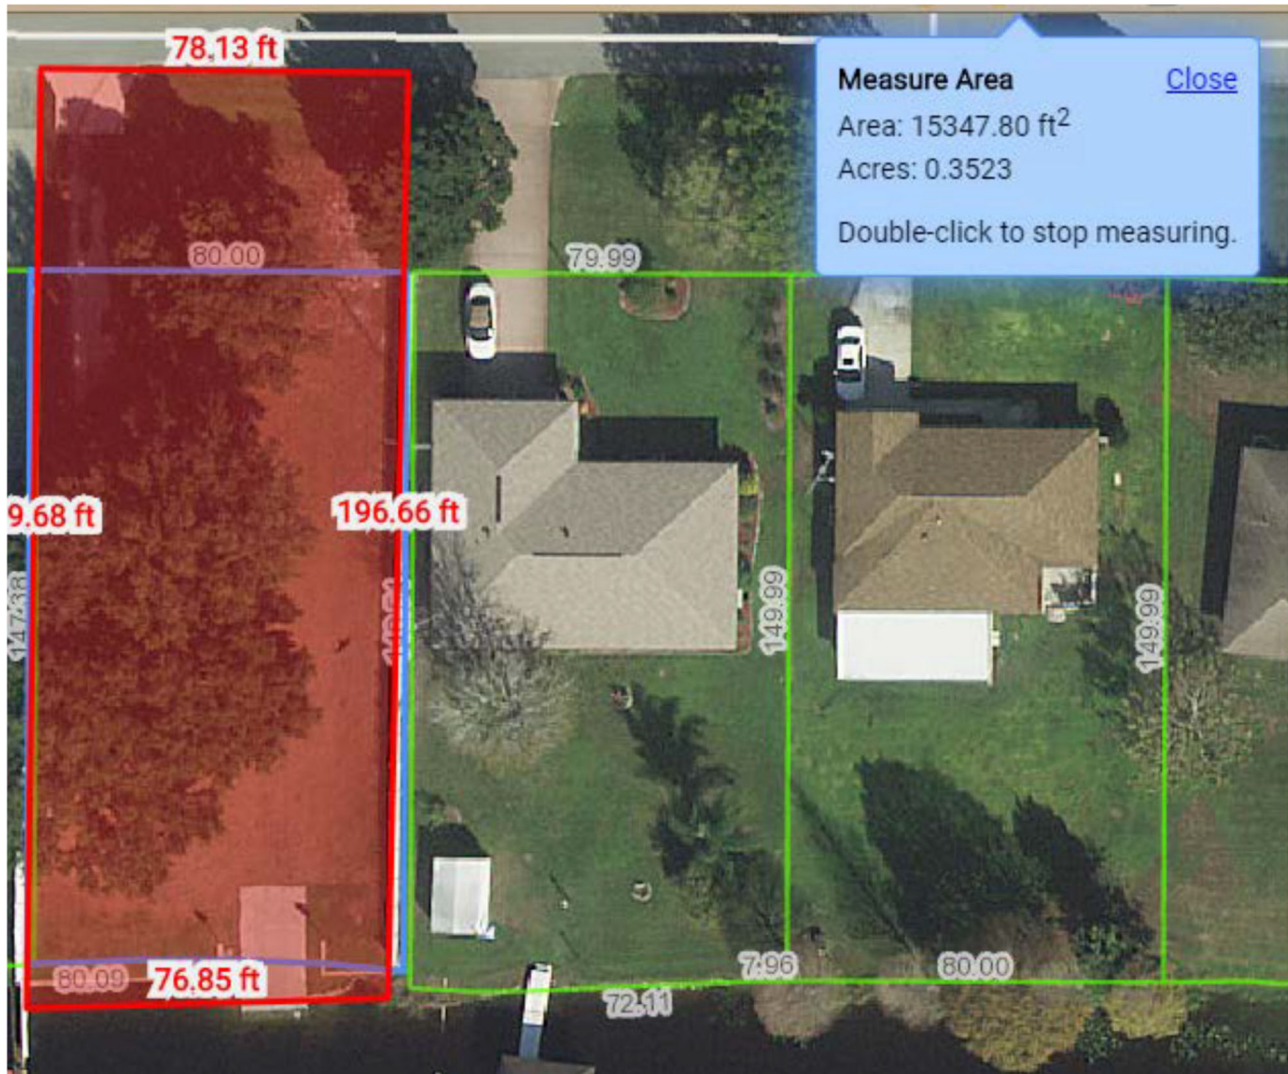 78.13 ft
Measure Area
Close
Area: 15347.80 ft²
Acres: 0.3523
Double-click to stop measuring.
80.00
79.99
9.68 ft
196.66 ft
147.38
149.99
149.99
80.09
76.85 ft
7.96
80.00
72.11